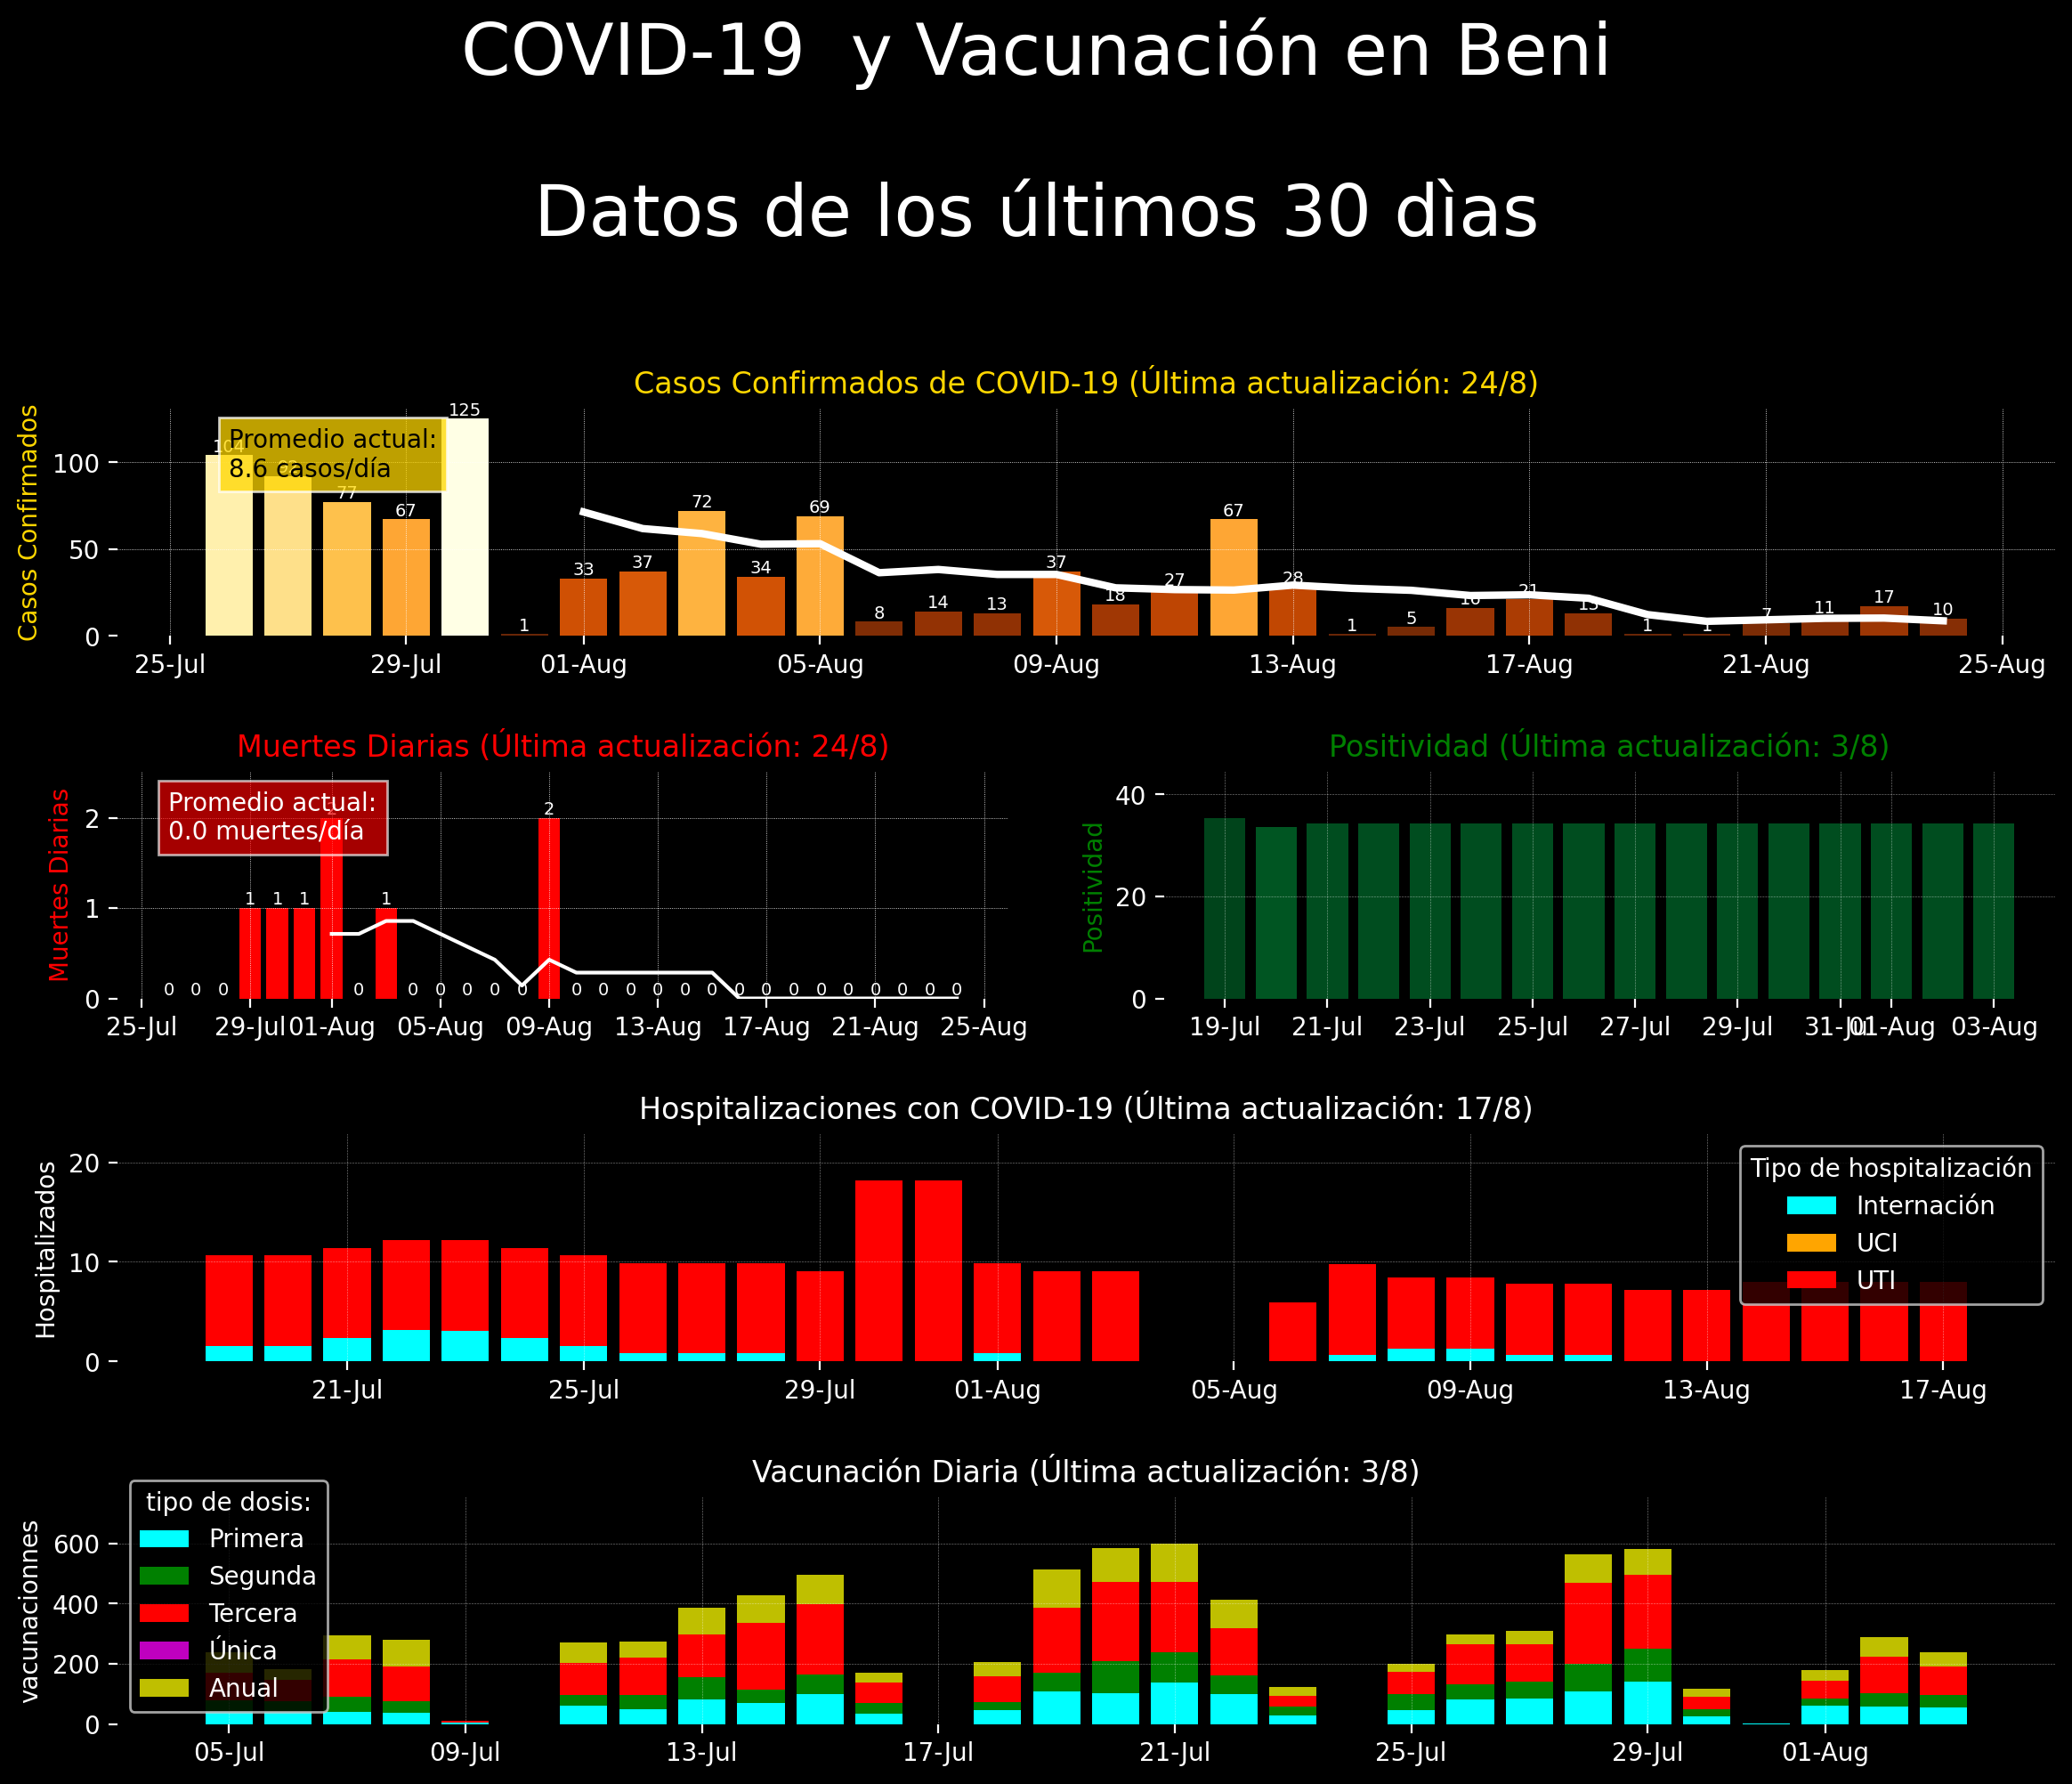 COVID-19  y Vacunación en Beni
Datos de los últimos 30 dìas
Casos Confirmados de COVID-19 (Última actualización: 24/8)
Casos Confirmados
Promedio actual:
8.6 casos/día
100
50
0
104
77
67
125
1
33
37
72
34
69
8
14
13
37
18
27
67
28
1
5
16
21
13
1
1
7
11
17
10
25-Jul 29-Jul 01-Aug 05-Aug 09-Aug 13-Aug 17-Aug 21-Aug 25-Aug
Muertes Diarias (Última actualización: 24/8)
Muertes Diarias
Promedio actual:
0.0 muertes/día
2
1
0
0 0 0 1 1 1 2 0 1 0 0 0 0 0 2 0 0 0 0 0 0 0 0 0 0 0 0 0 0 0
25-Jul 29-Jul 01-Aug 05-Aug 09-Aug 13-Aug 17-Aug 21-Aug 25-Aug
Positividad (Última actualización: 3/8)
Positividad
40
20
0
19-Jul 21-Jul 23-Jul 25-Jul 27-Jul 29-Jul 31-Jul 01-Aug 03-Aug
Hospitalizaciones con COVID-19 (Última actualización: 17/8)
Hospitalizados
20
10
0
Tipo de hospitalización
Internación
UCI
UTI
21-Jul 25-Jul 29-Jul 01-Aug 05-Aug 09-Aug 13-Aug 17-Aug
Vacunación Diaria (Última actualización: 3/8)
vacunacionnes
600
400
200
0
tipo de dosis:
Primera
Segunda
Tercera
Única
Anual
05-Jul 09-Jul 13-Jul 17-Jul 21-Jul 25-Jul 29-Jul 01-Aug